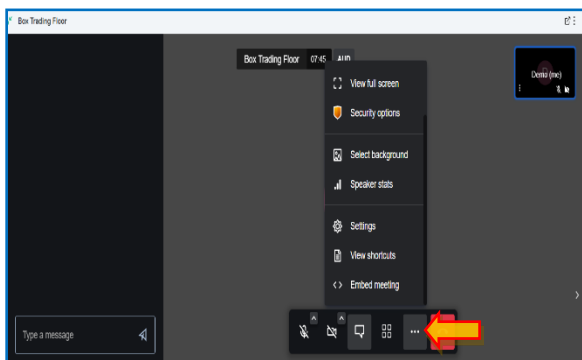 Box Trading Floor
Box Trading Floor 07:45 AUD
Demo (me)
View full screen
Security options
Select background
Speaker stats
Settings
View shortcuts
Embed meeting
Type a message